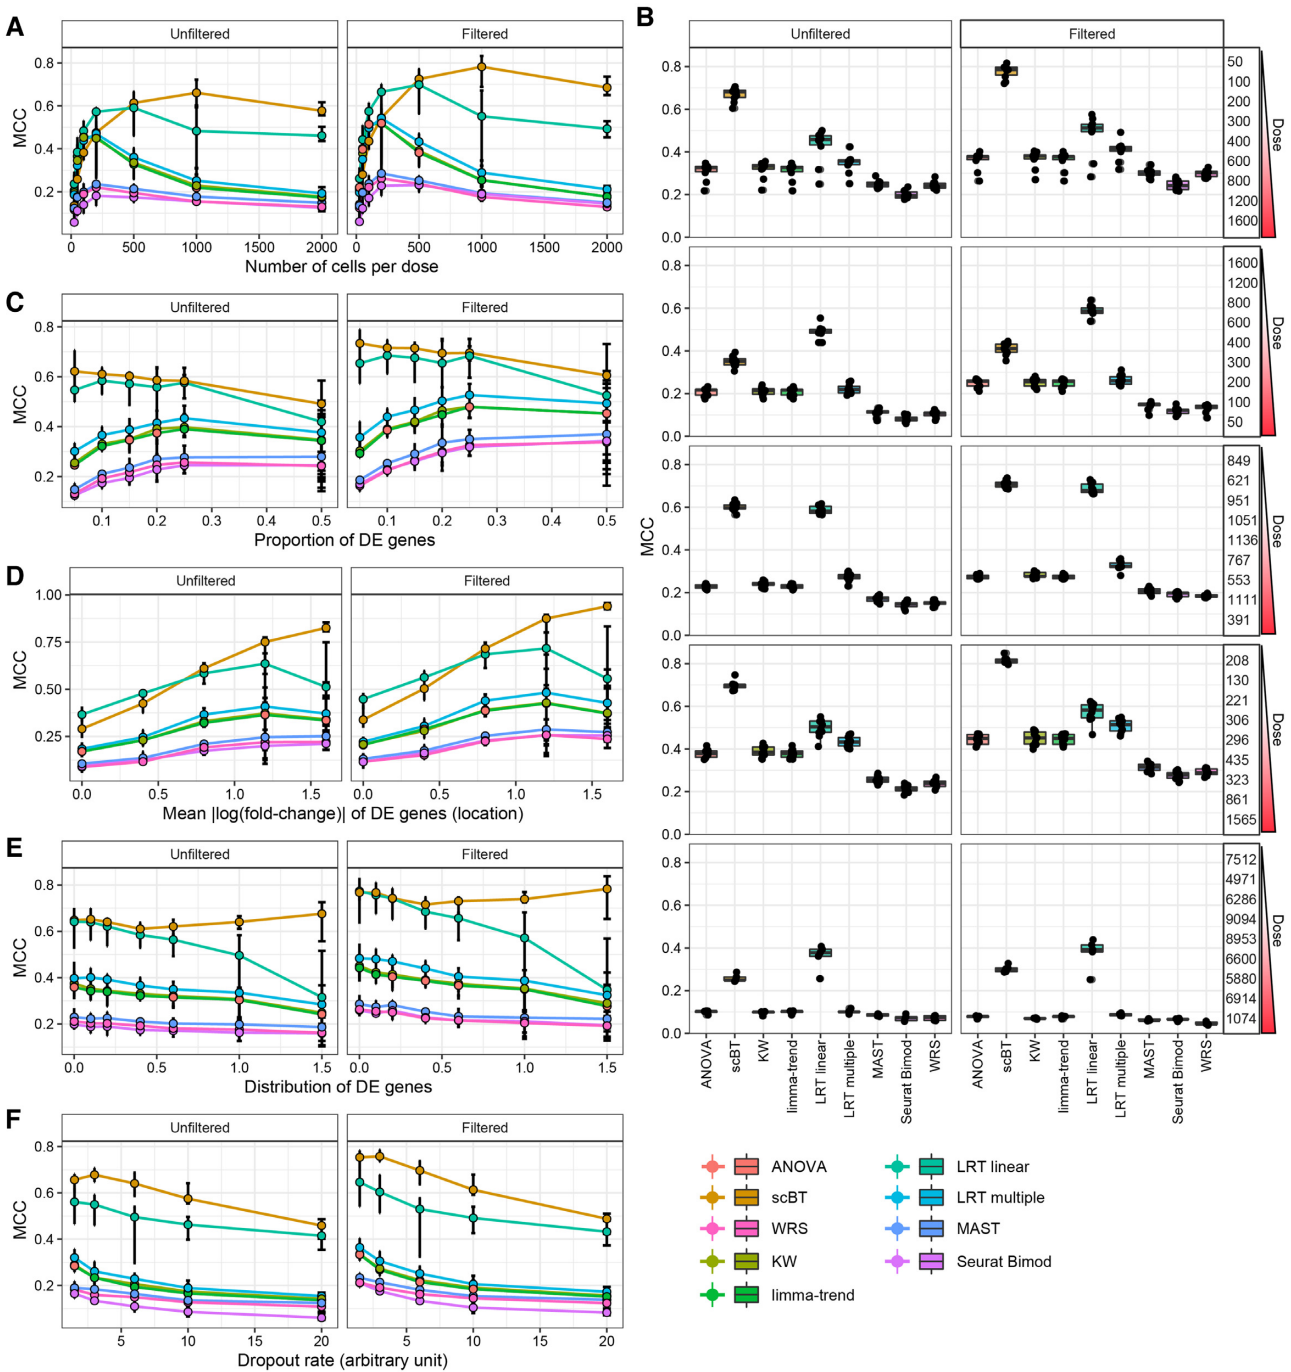 A
Unfiltered
Filtered
MCC
0.8
0.6
0.4
0.2
0
500
1000
1500
2000
0
500
1000
1500
2000
Number of cells per dose
C
Unfiltered
Filtered
MCC
0.8
0.6
0.4
0.2
0.1
0.2
0.3
0.4
0.5
0.1
0.2
0.3
0.4
0.5
Proportion of DE genes
D
Unfiltered
Filtered
MCC
1.00
0.75
0.50
0.25
0.0
0.5
1.0
1.5
0.0
0.5
1.0
1.5
Mean |log(fold-change)| of DE genes (location)
E
Unfiltered
Filtered
MCC
0.8
0.6
0.4
0.2
0.0
0.5
1.0
1.5
0.0
0.5
1.0
1.5
Distribution of DE genes
F
Unfiltered
Filtered
MCC
0.8
0.6
0.4
0.2
5
10
15
20
5
10
15
20
Dropout rate (arbitrary unit)
B
Unfiltered
Filtered
MCC
0.8
0.6
0.4
0.2
0.0
50
100
200
300
400
600
800
1200
1600
Dose
0.8
0.6
0.4
0.2
0.0
1600
1200
800
600
400
300
200
100
50
Dose
0.8
0.6
0.4
0.2
0.0
849
621
951
1051
1136
767
553
1111
391
Dose
0.8
0.6
0.4
0.2
0.0
208
130
221
306
296
435
323
861
1565
Dose
0.8
0.6
0.4
0.2
0.0
7512
4971
6286
9094
8953
6600
5880
6914
1074
Dose
ANOVA
scBT
KW
limma-trend
LRT linear
LRT multiple
MAST
Seurat Bimod
WRS
ANOVA
scBT
KW
limma-trend
LRT linear
LRT multiple
MAST
Seurat Bimod
WRS
ANOVA
scBT
WRS
KW
limma-trend
LRT linear
LRT multiple
MAST
Seurat Bimod